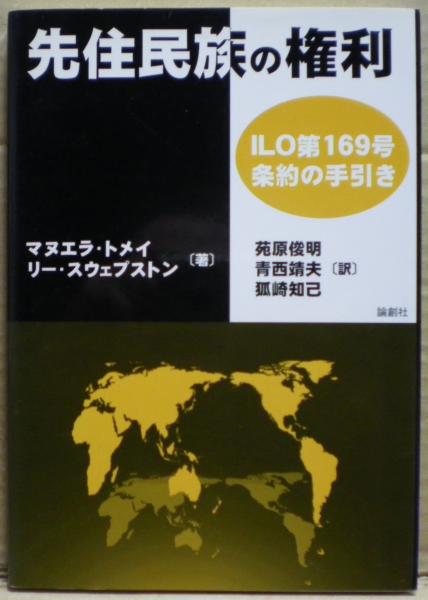 先住民族の権利
ILO第169号
条約の手引き
マヌエラ・トメイ
リー・スウェプストン
〔著〕
苑原俊明
青西靖夫
狐崎知己
〔訳〕
論創社